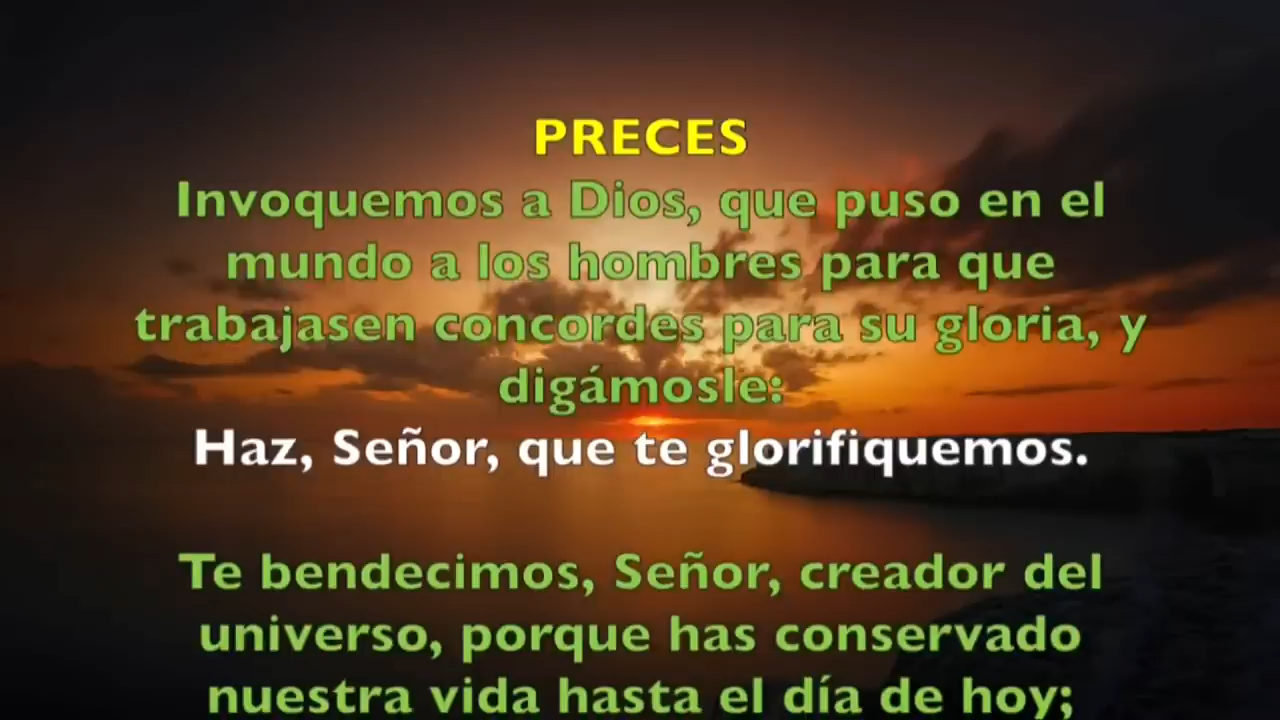 PRECES
Invoquemos a Dios, que puso en el
mundo a los hombres para que
trabajasen concordes para su gloria, y
digámosle:
Haz, Señor, que te glorifiquemos.
Te bendecimos, Señor, creador del
universo, porque has conservado
nuestra vida hasta el día de hoy;